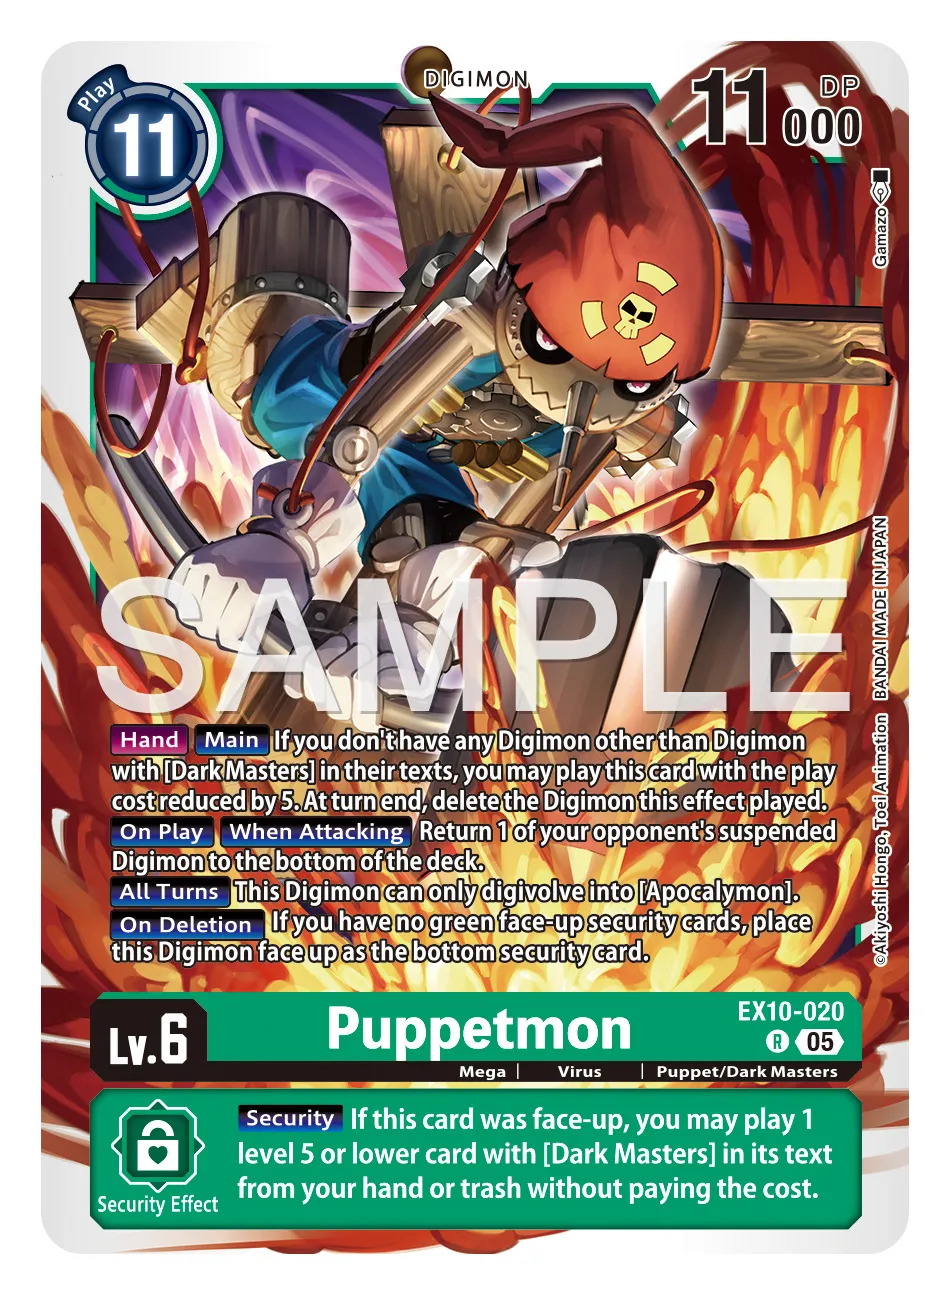 DIGIMON
Play
11
11000 DP
Gamazo
SAMPLE
BANDAI MADE IN JAPAN
©Akiyoshi Hongo, Toei Animation
Hand Main If you don't have any Digimon other than Digimon
with [Dark Masters] in their texts, you may play this card with the play
cost reduced by 5. At turn end, delete the Digimon this effect played.
On Play When Attacking Return 1 of your opponent's suspended
Digimon to the bottom of the deck.
All Turns This Digimon can only digivolve into [Apocalymon].
On Deletion If you have no green face-up security cards, place
this Digimon face up as the bottom security card.
Lv.6
Puppetmon
EX10-020
R 05
Mega | Virus | Puppet/Dark Masters
Security If this card was face-up, you may play 1
level 5 or lower card with [Dark Masters] in its text
from your hand or trash without paying the cost.
Security Effect